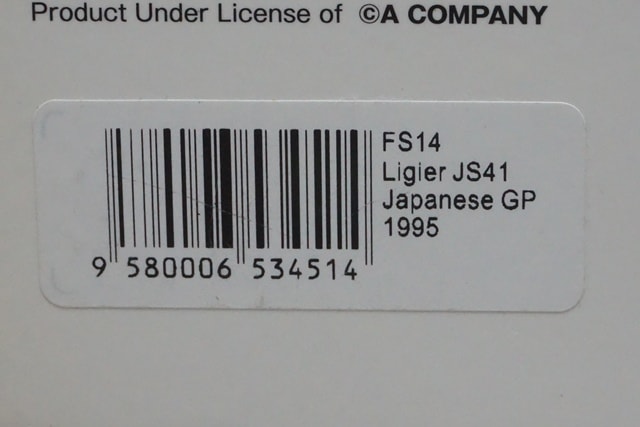 Product Under License of ©A COMPANY
FS14
Ligier JS41
Japanese GP
1995
9 580006 534514